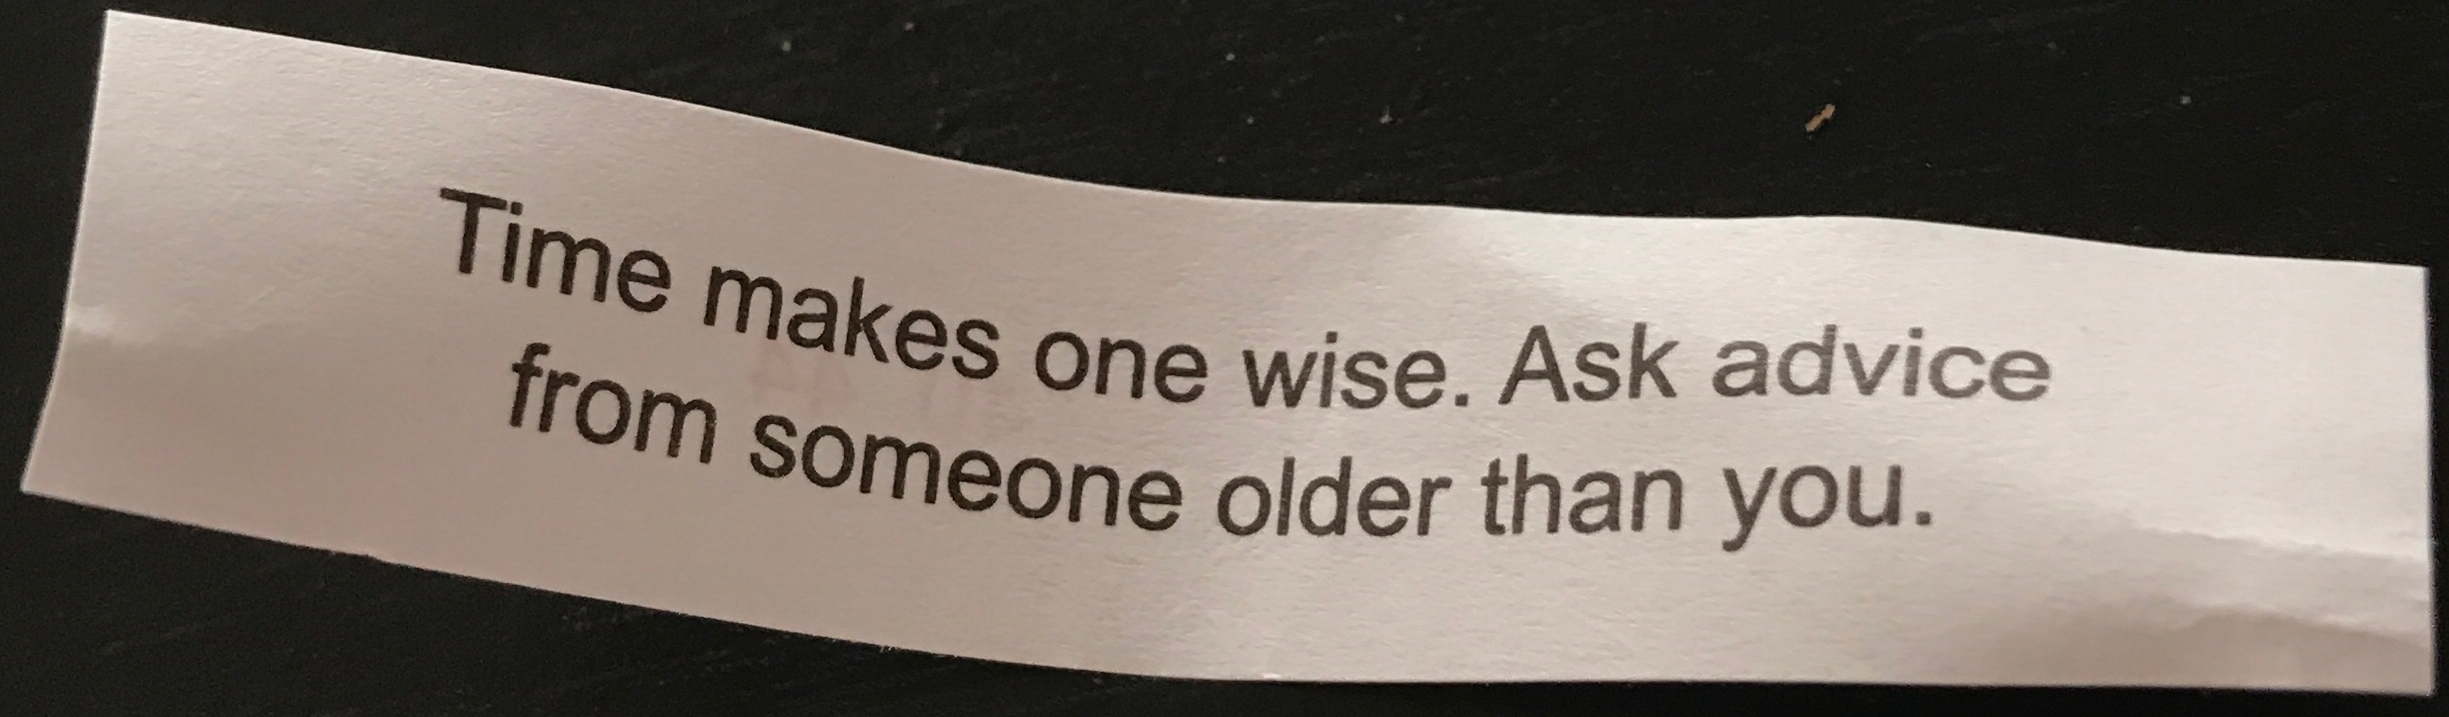 Time makes one wise. Ask advice
from someone older than you.